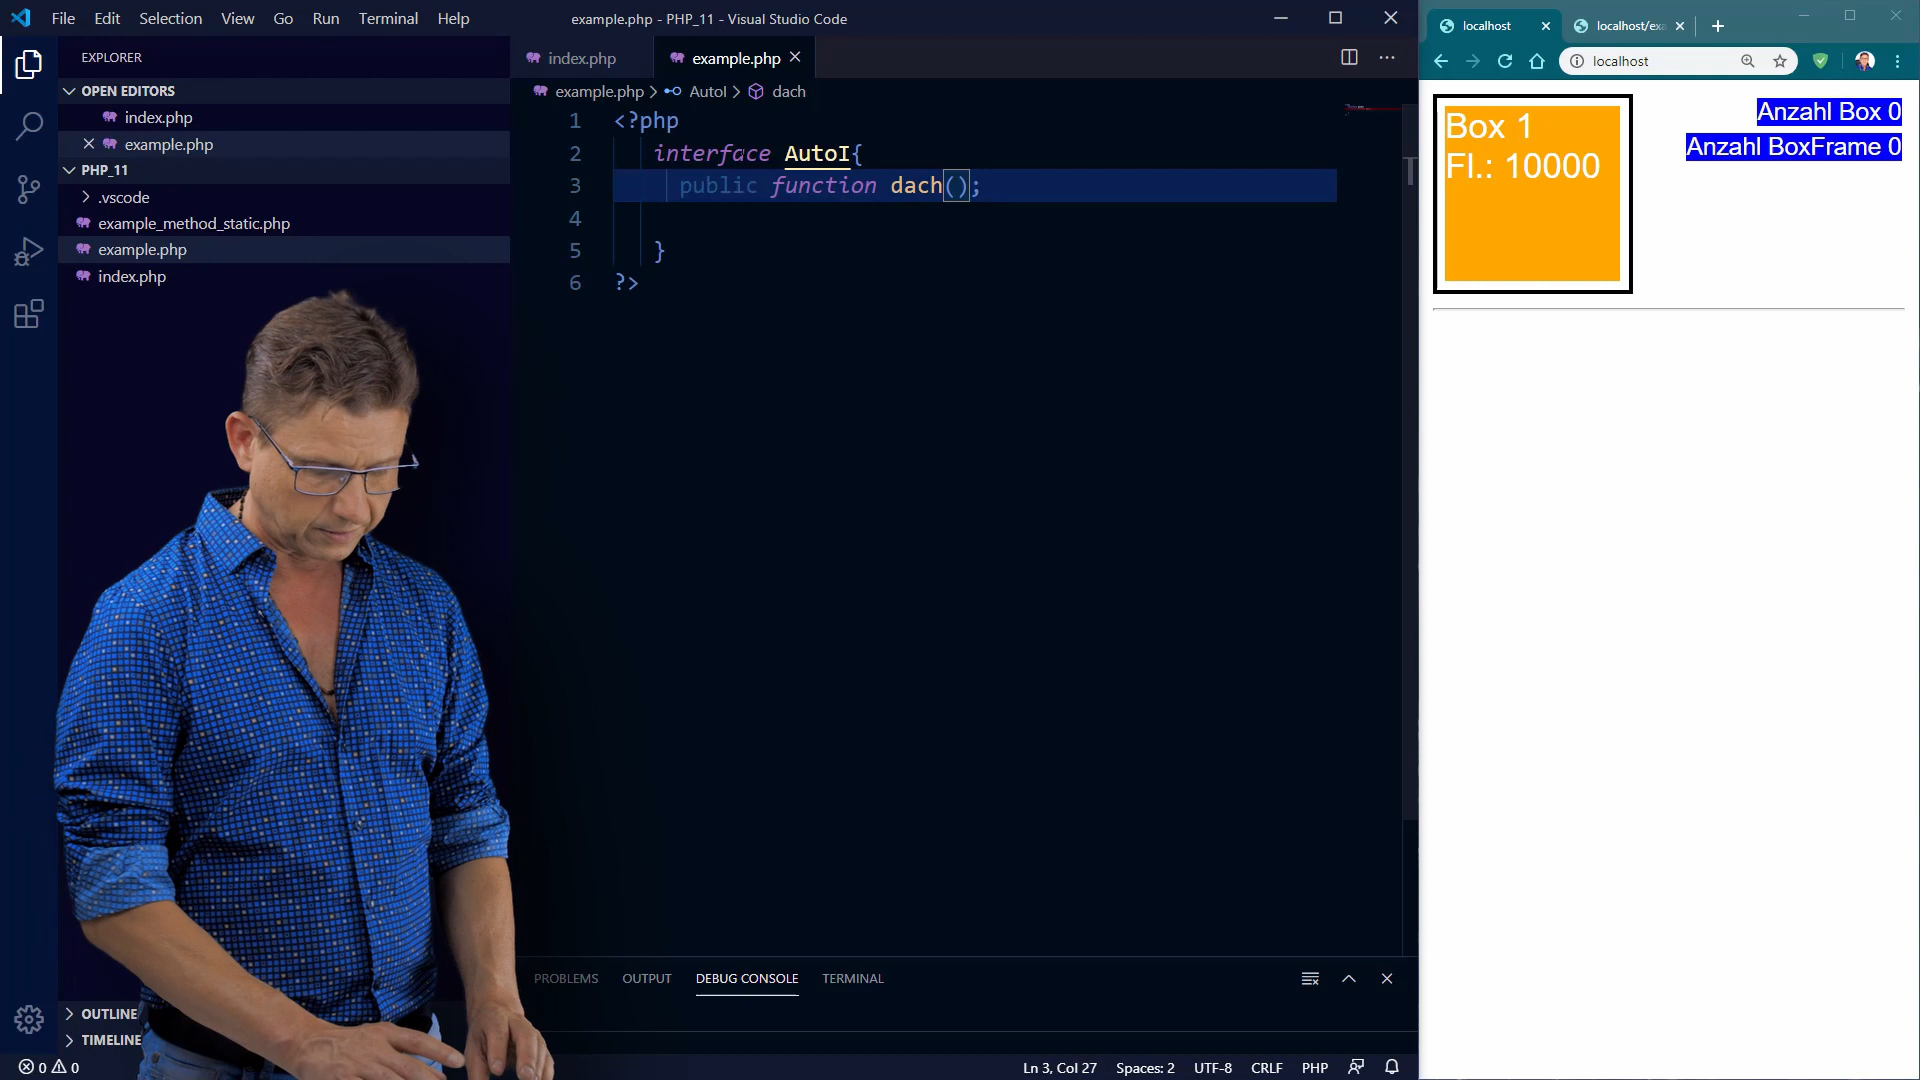 File Edit Selection View Go Run Terminal Help
example.php - PHP_11 - Visual Studio Code
EXPLORER
OPEN EDITORS
index.php
example.php
PHP_11
.vscode
example_method_static.php
example.php
index.php
OUTLINE
TIMELINE
index.php
example.php
example.php AutoI dach
1 <?php
2 interface AutoI{
3 public function dach();
4
5 }
6 ?>
PROBLEMS OUTPUT DEBUG CONSOLE TERMINAL
0 0
Ln 3, Col 27 Spaces: 2 UTF-8 CRLF PHP
localhost
localhost/exa
localhost
Box 1
Fl.: 10000
Anzahl Box 0
Anzahl BoxFrame 0